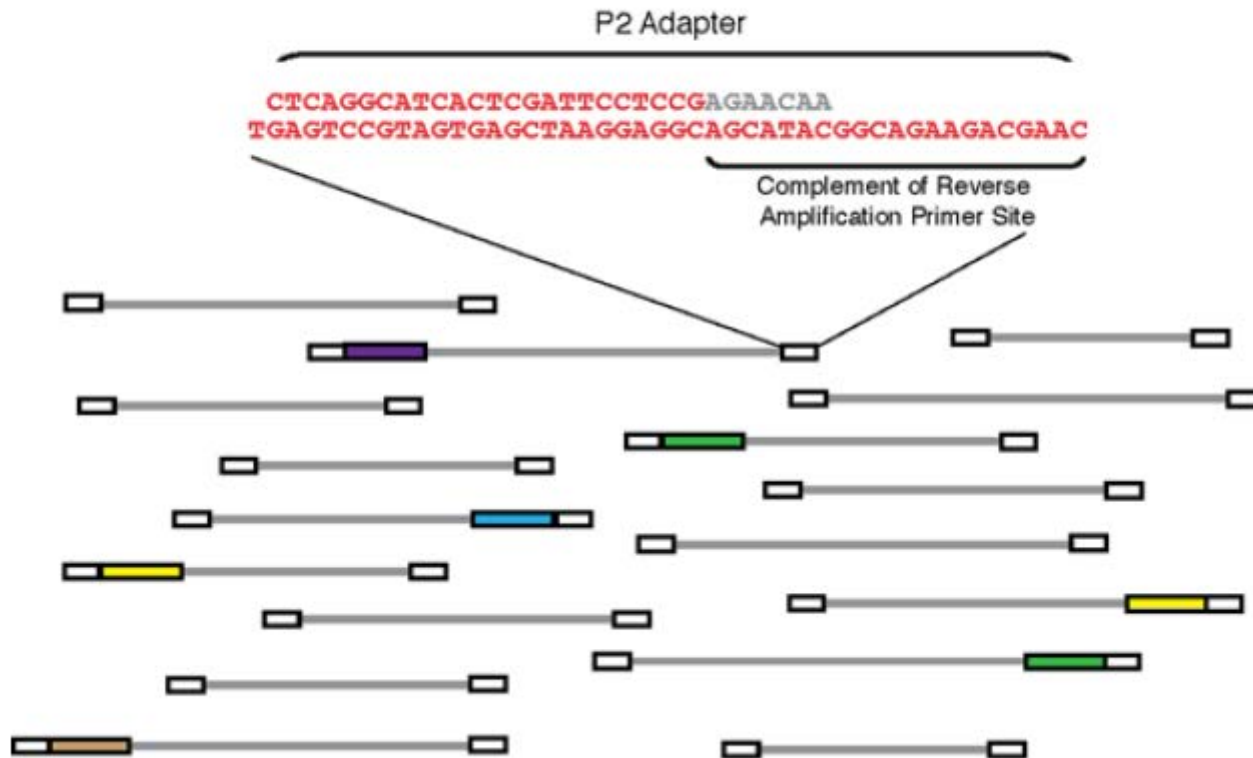 P2 Adapter
CTCAGGCATCACTCGATTCCTCCGAGAACAA
TGAGTCCGTAGTGAGCTAAGGAGGCAGCATACGGCAGAAGACGAAC
Complement of Reverse
Amplification Primer Site